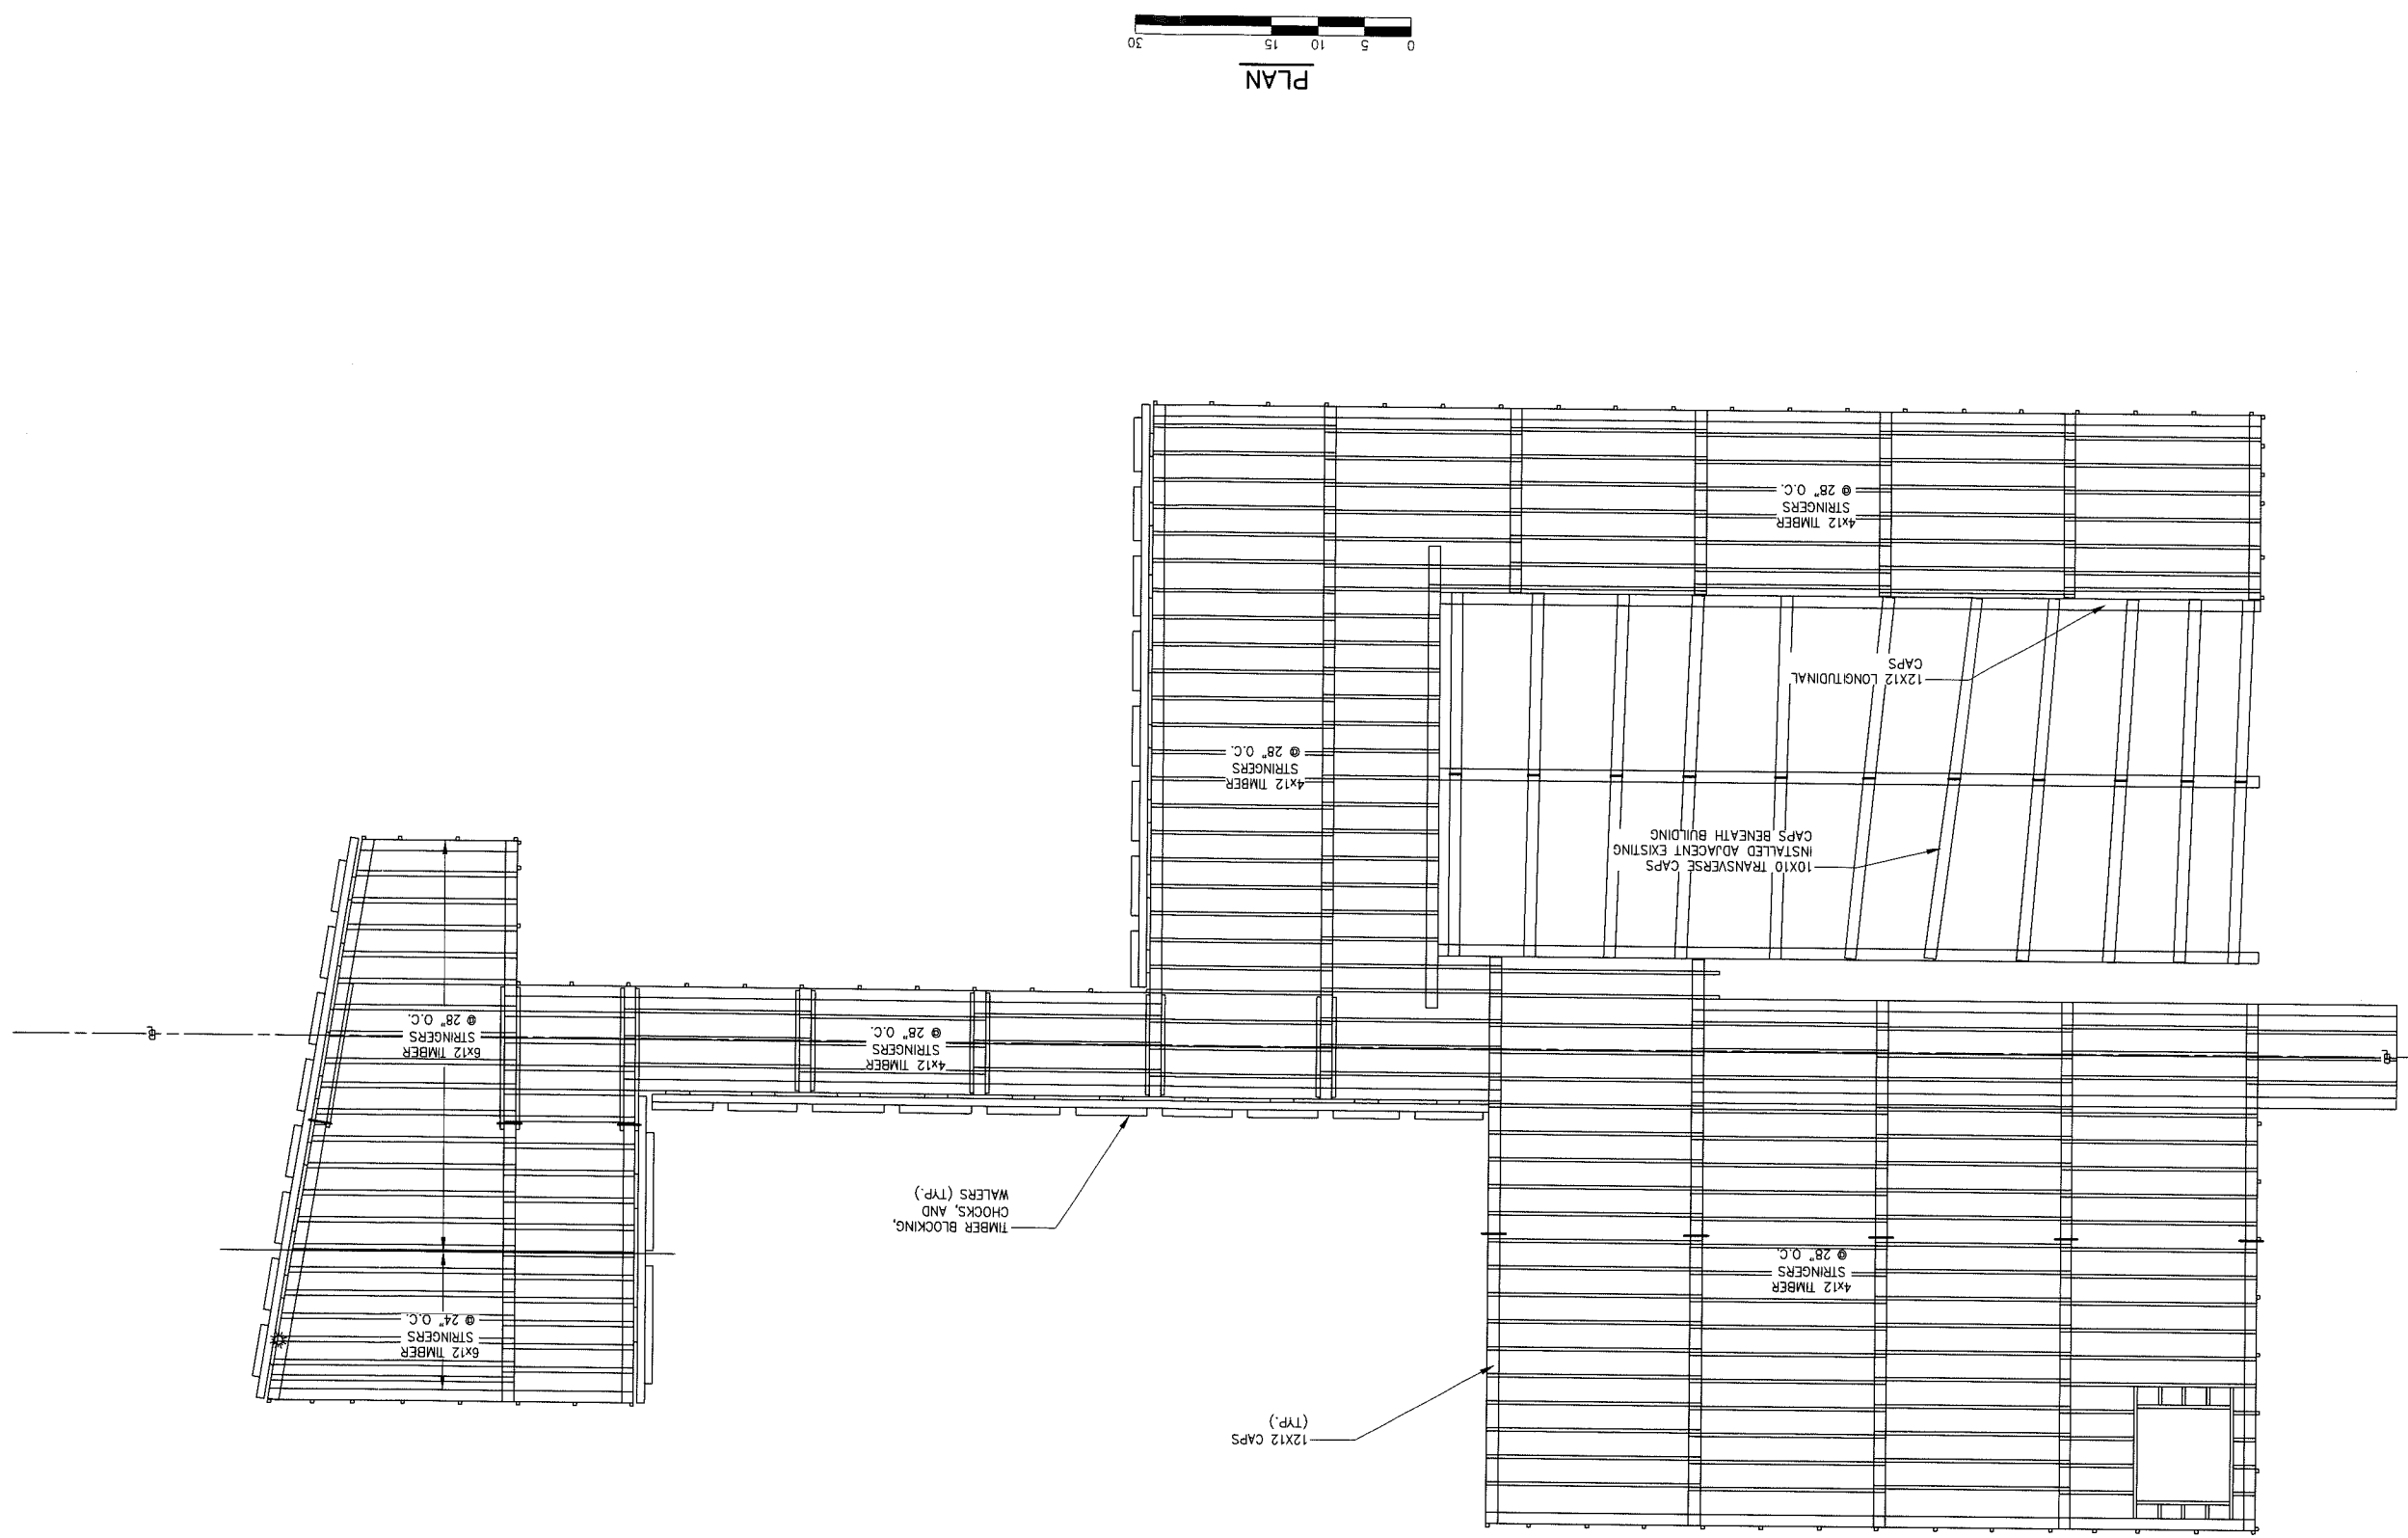 12X12 CAPS
(TYP.)
6x12 TIMBER
STRINGERS
@ 24" O.C.
4x12 TIMBER
STRINGERS
@ 28" O.C.
TIMBER BLOCKING,
CHOCKS, AND
WALERS (TYP.)
4x12 TIMBER
STRINGERS
@ 28" O.C.
6x12 TIMBER
STRINGERS
@ 28" O.C.
10X10 TRANSVERSE CAPS
INSTALLED ADJACENT EXISTING
CAPS BENEATH BUILDING
4x12 TIMBER
STRINGERS
@ 28" O.C.
12X12 LONGITUDINAL
CAPS
4x12 TIMBER
STRINGERS
@ 28" O.C.
PLAN
0 5 10 15 30